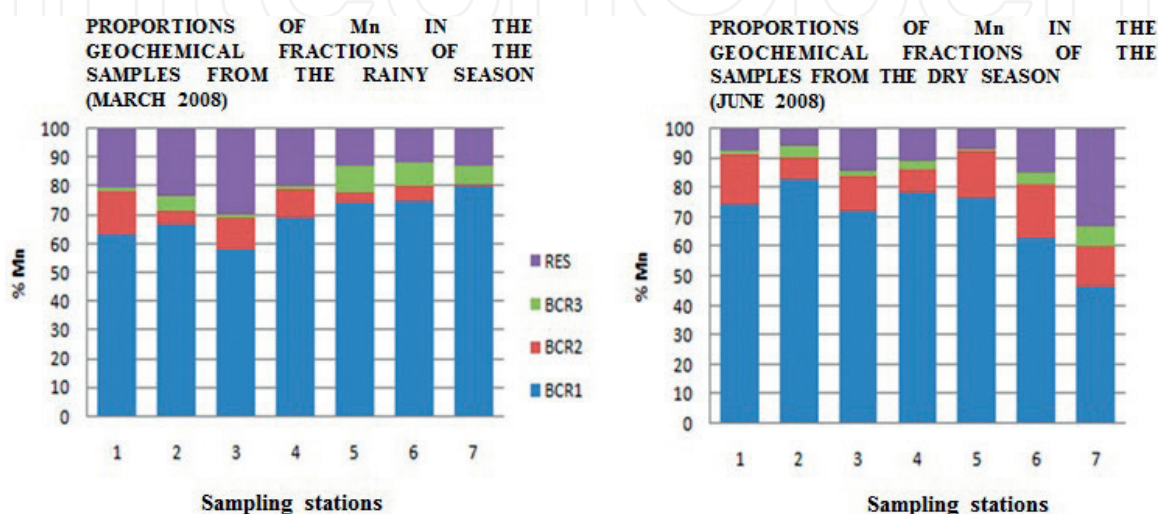 PROPORTIONS OF Mn IN THE
GEOCHEMICAL FRACTIONS OF THE
SAMPLES FROM THE RAINY SEASON
(MARCH 2008)
100
90
80
70
60
50
40
30
20
10
0
% Mn
1 2 3 4 5 6 7
Sampling stations
RES
BCR3
BCR2
BCR1
PROPORTIONS OF Mn IN THE
GEOCHEMICAL FRACTIONS OF THE
SAMPLES FROM THE DRY SEASON
(JUNE 2008)
100
90
80
70
60
50
40
30
20
10
0
% Mn
1 2 3 4 5 6 7
Sampling stations